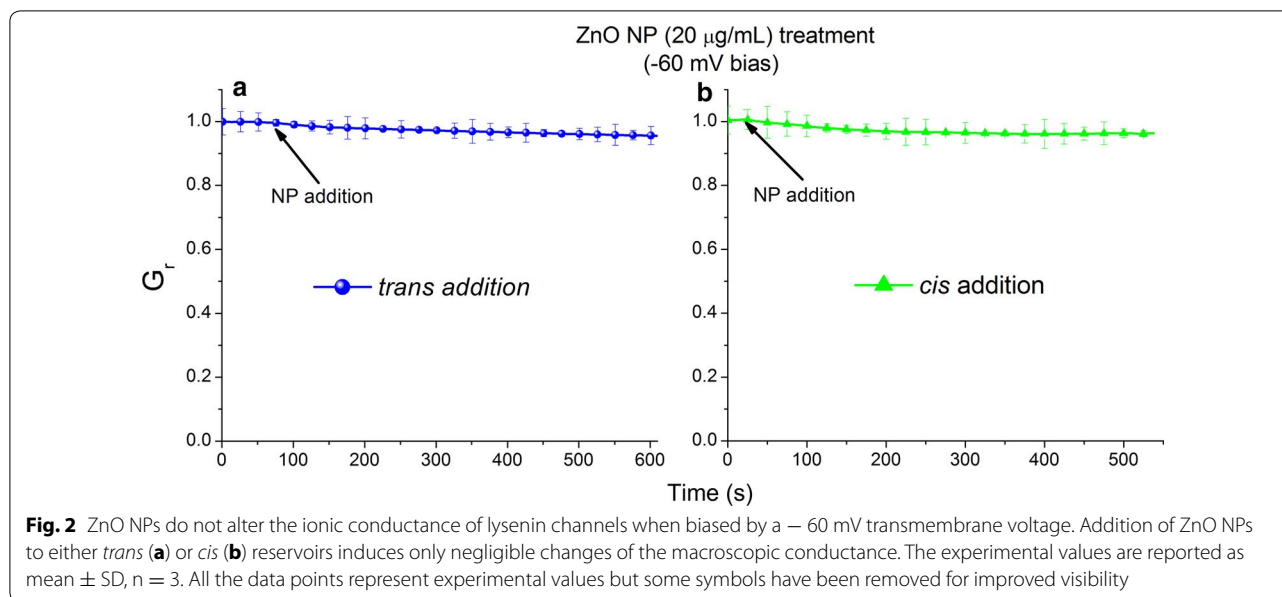 ZnO NP (20 μg/mL) treatment
(-60 mV bias)
a
b
1.0
0.8
0.6
0.4
0.2
0.0
NP addition
trans addition
0 100 200 300 400 500 600
1.0
0.8
0.6
0.4
0.2
0.0
NP addition
cis addition
0 100 200 300 400 500
Gr
Time (s)
Fig. 2 ZnO NPs do not alter the ionic conductance of lysenin channels when biased by a − 60 mV transmembrane voltage. Addition of ZnO NPs
to either trans (a) or cis (b) reservoirs induces only negligible changes of the macroscopic conductance. The experimental values are reported as
mean ± SD, n = 3. All the data points represent experimental values but some symbols have been removed for improved visibility